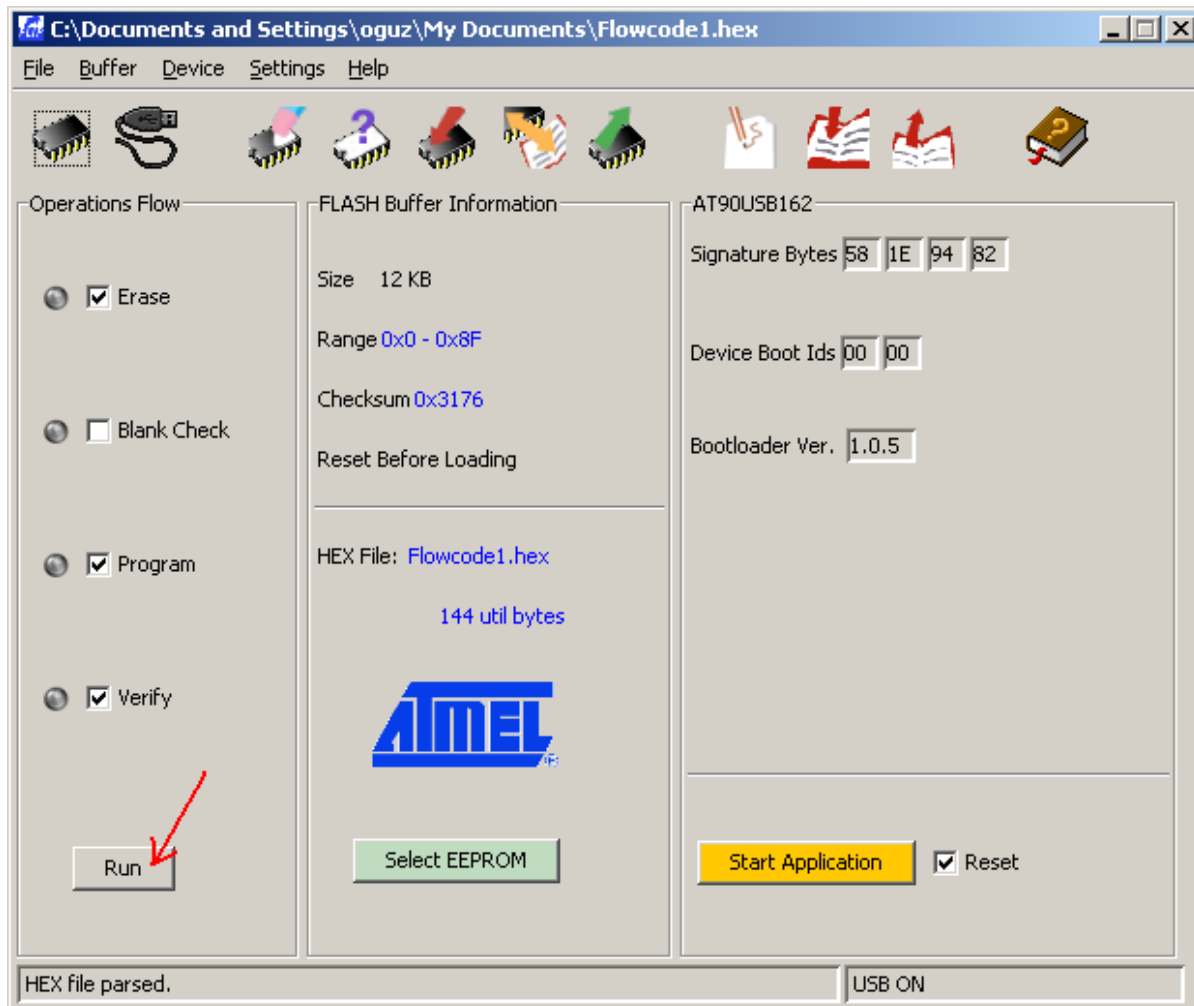 C:\Documents and Settings\oguz\My Documents\Flowcode1.hex
File Buffer Device Settings Help
Operations Flow
Erase
Blank Check
Program
Verify
Run
FLASH Buffer Information
Size 12 KB
Range 0x0 - 0x8F
Checksum 0x3176
Reset Before Loading
HEX File: Flowcode1.hex
144 util bytes
ATMEL
Select EEPROM
AT90USB162
Signature Bytes 58 1E 94 82
Device Boot Ids 00 00
Bootloader Ver. 1.0.5
Start Application Reset
HEX file parsed.
USB ON